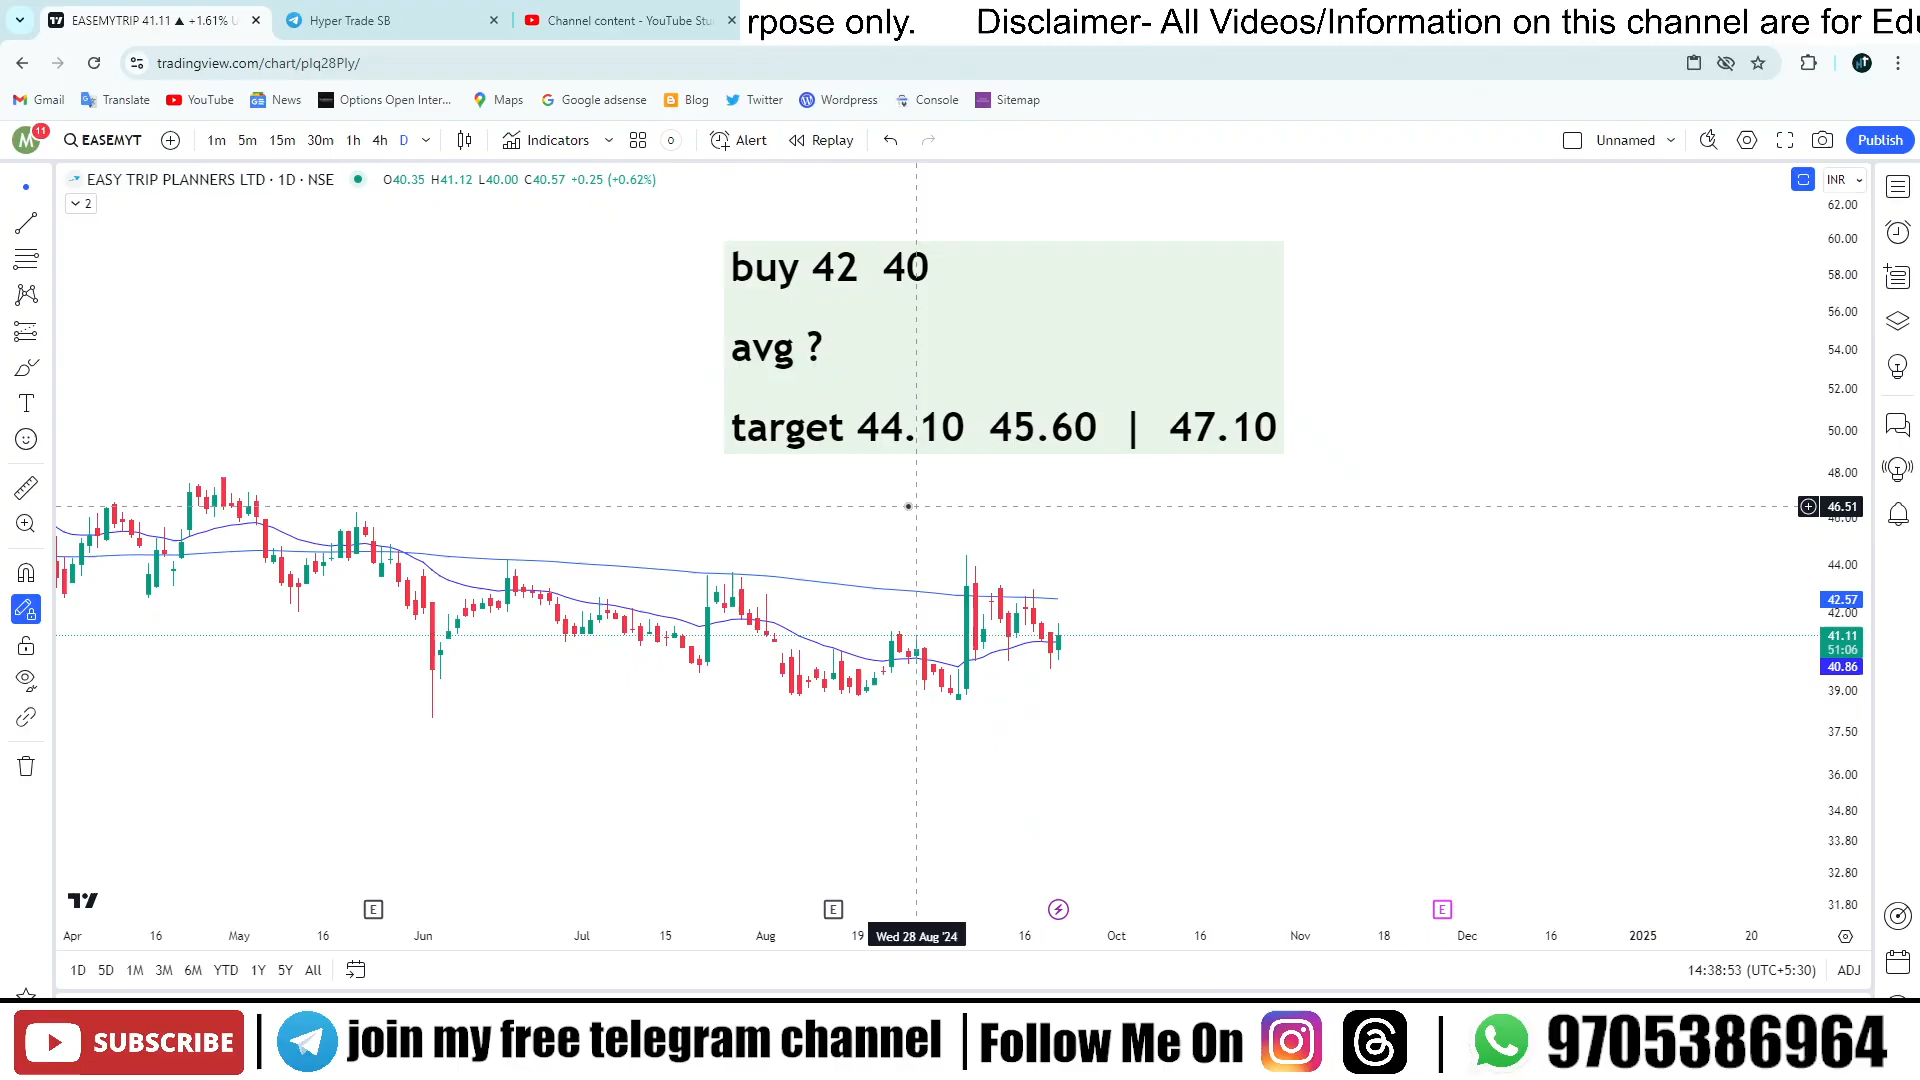 EASEMYTRIP 41.11 ▲ +1.61%
Hyper Trade SB
Channel content - YouTube Stu
rpose only. Disclaimer- All Videos/Information on this channel are for Edu
tradingview.com/chart/pIq28Ply/
Gmail Translate YouTube News Options Open Inter... Maps Google adsense Blog Twitter Wordpress Console Sitemap
M 11 EASEMYT 1m 5m 15m 30m 1h 4h D Indicators Alert Replay Unnamed Publish
EASY TRIP PLANNERS LTD · 1D · NSE O40.35 H41.12 L40.00 C40.57 +0.25 (+0.62%) INR
2
62.00
60.00
58.00
56.00
54.00
52.00
50.00
48.00
46.51
46.00
44.00
42.57
42.00
41.11
51:06
40.86
39.00
37.50
36.00
34.80
33.80
32.80
31.80
buy 42 40
avg ?
target 44.10 45.60 | 47.10
E E E
Apr 16 May 16 Jun Jul 15 Aug 19 Wed 28 Aug '24 16 Oct 16 Nov 18 Dec 16 2025 20
1D 5D 1M 3M 6M YTD 1Y 5Y All 14:38:53 (UTC+5:30) ADJ
SUBSCRIBE | join my free telegram channel | Follow Me On | 9705386964